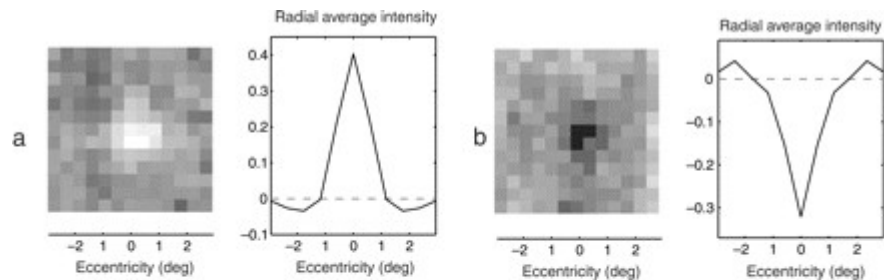 Radial average intensity
0.4
0.3
0.2
0.1
0
-0.1
a
-2 -1 0 1 2
Eccentricity (deg)
-2 -1 0 1 2
Eccentricity (deg)
Radial average intensity
0
-0.1
-0.2
-0.3
b
-2 -1 0 1 2
Eccentricity (deg)
-2 -1 0 1 2
Eccentricity (deg)